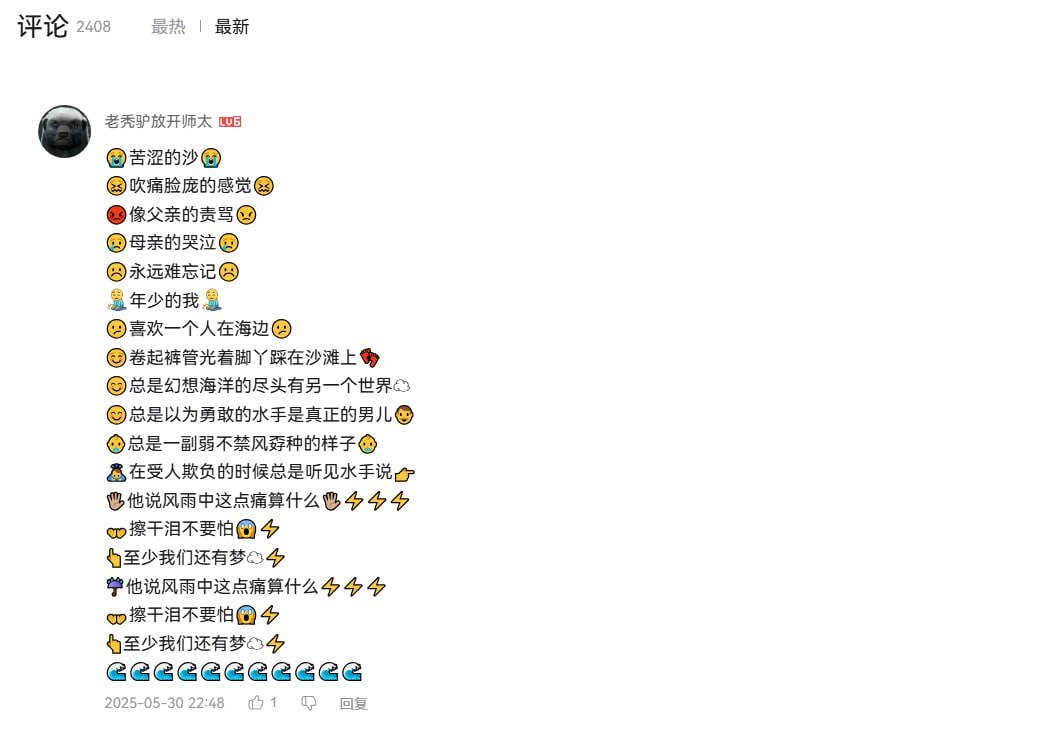 评论 2408 最热 | 最新
老秃驴放开师太 LV6
😭苦涩的沙😭
😖吹痛脸庞的感觉😖
😡像父亲的责骂😠
😢母亲的哭泣😢
☹️永远难忘记☹️
年少的我
😕喜欢一个人在海边😕
😊卷起裤管光着脚丫踩在沙滩上👣
😊总是幻想海洋的尽头有另一个世界☁
😊总是以为勇敢的水手是真正的男儿👨
👶总是一副弱不禁风孬种的样子👶
🙇在受人欺负的时候总是听见水手说👉
🖐🏼他说风雨中这点痛算什么🖐🏼⚡⚡⚡
👐擦干泪不要怕😱⚡
👆至少我们还有梦☁⚡
☔他说风雨中这点痛算什么⚡⚡⚡
👐擦干泪不要怕😱⚡
👆至少我们还有梦☁⚡
🌊🌊🌊🌊🌊🌊🌊🌊🌊🌊🌊
2025-05-30 22:48 1 回复